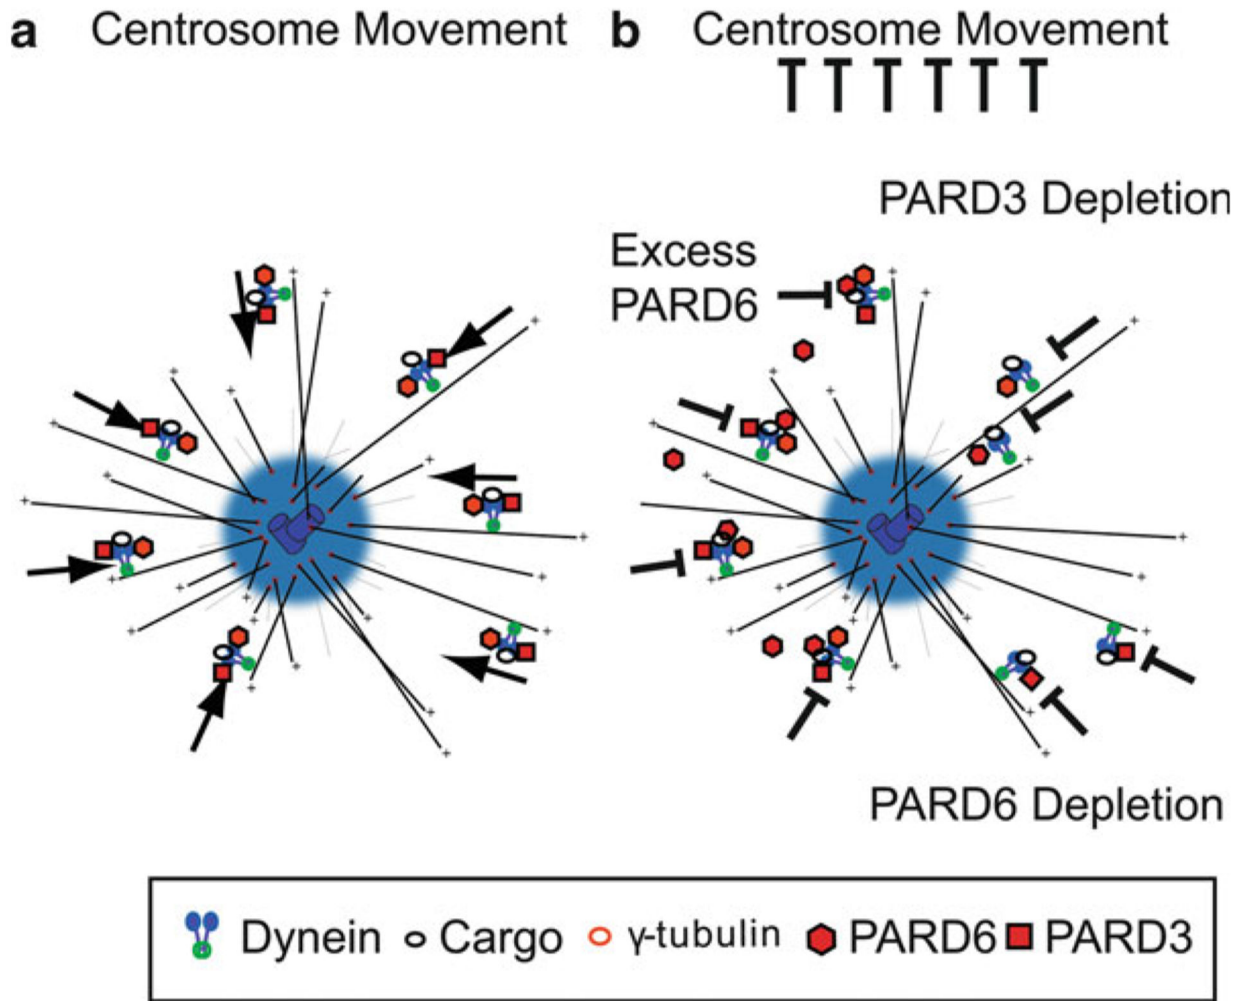 a Centrosome Movement
b Centrosome Movement
PARD3 Depletion
Excess
PARD6
PARD6 Depletion
Dynein Cargo γ-tubulin PARD6 PARD3